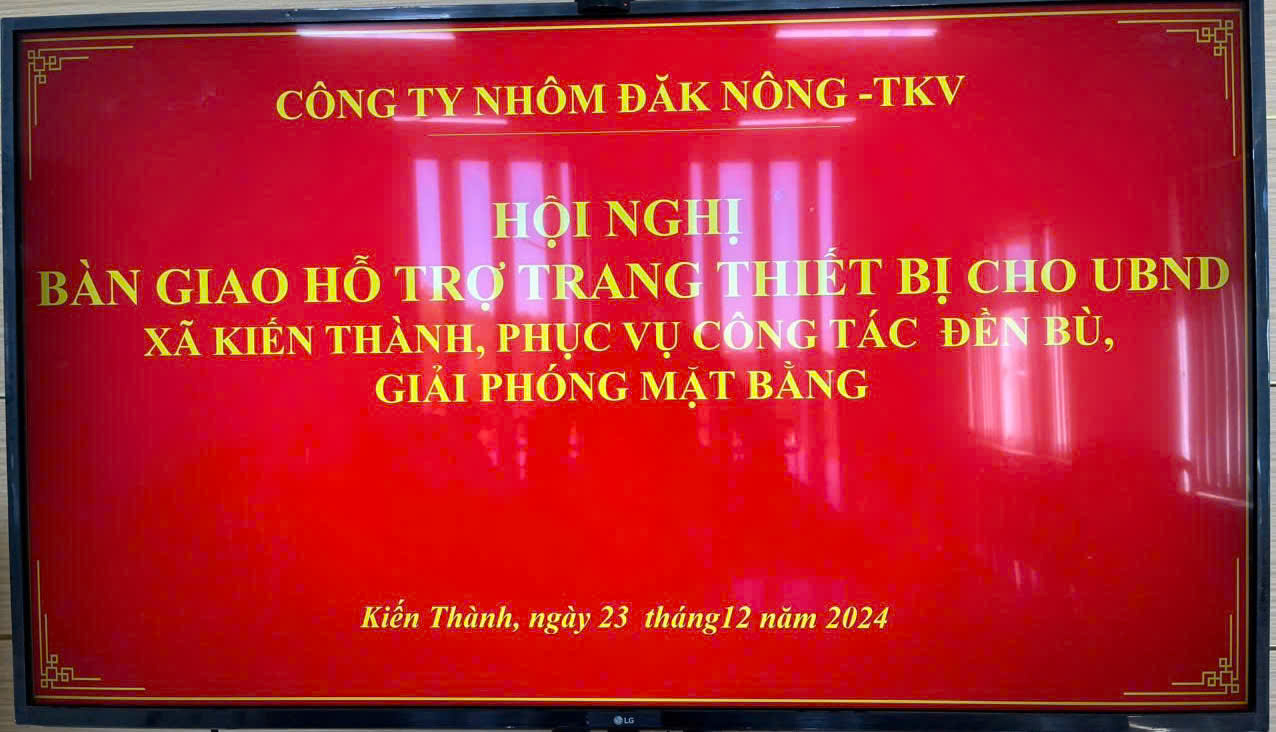 CÔNG TY NHÔM ĐĂK NÔNG -TKV
HỘI NGHỊ
BÀN GIAO HỖ TRỢ TRANG THIẾT BỊ CHO UBND
XÃ KIẾN THÀNH, PHỤC VỤ CÔNG TÁC ĐỀN BÙ,
GIẢI PHÓNG MẶT BẰNG
Kiến Thành, ngày 23 tháng12 năm 2024
LG